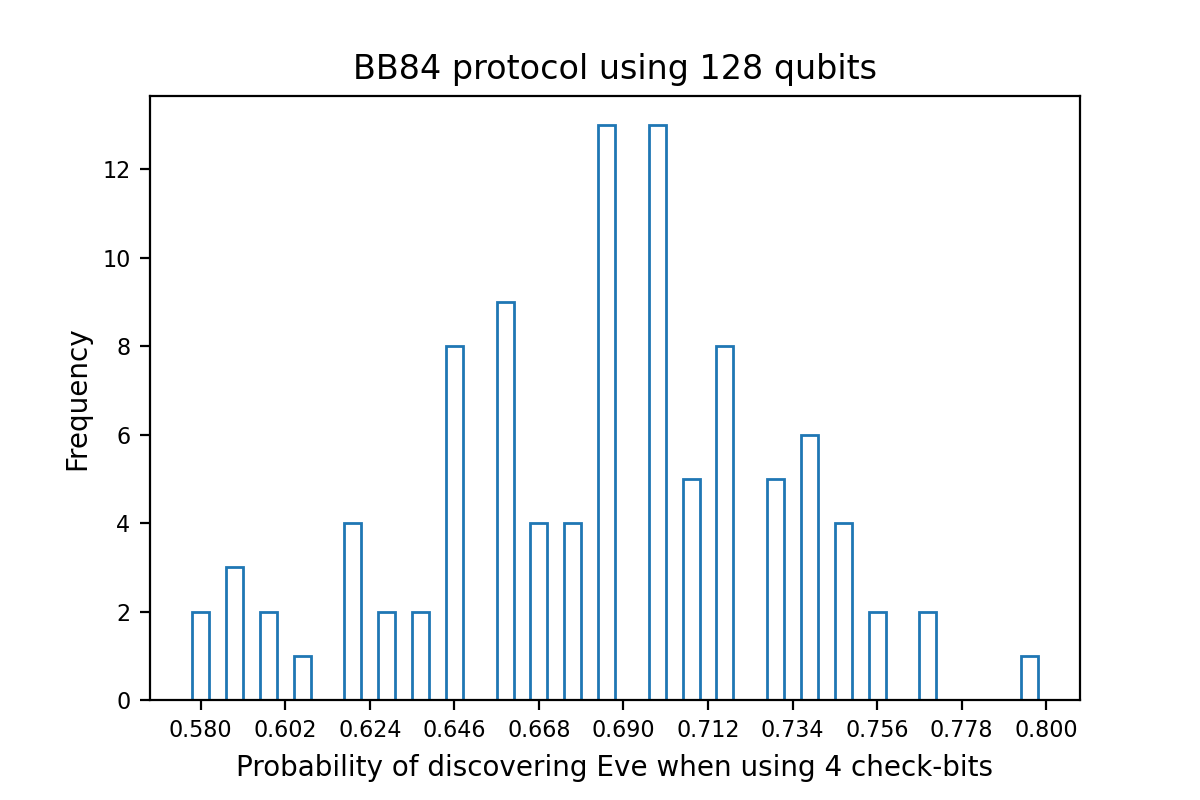 BB84 protocol using 128 qubits
Frequency
12
10
8
6
4
2
0
0.580 0.602 0.624 0.646 0.668 0.690 0.712 0.734 0.756 0.778 0.800
Probability of discovering Eve when using 4 check-bits